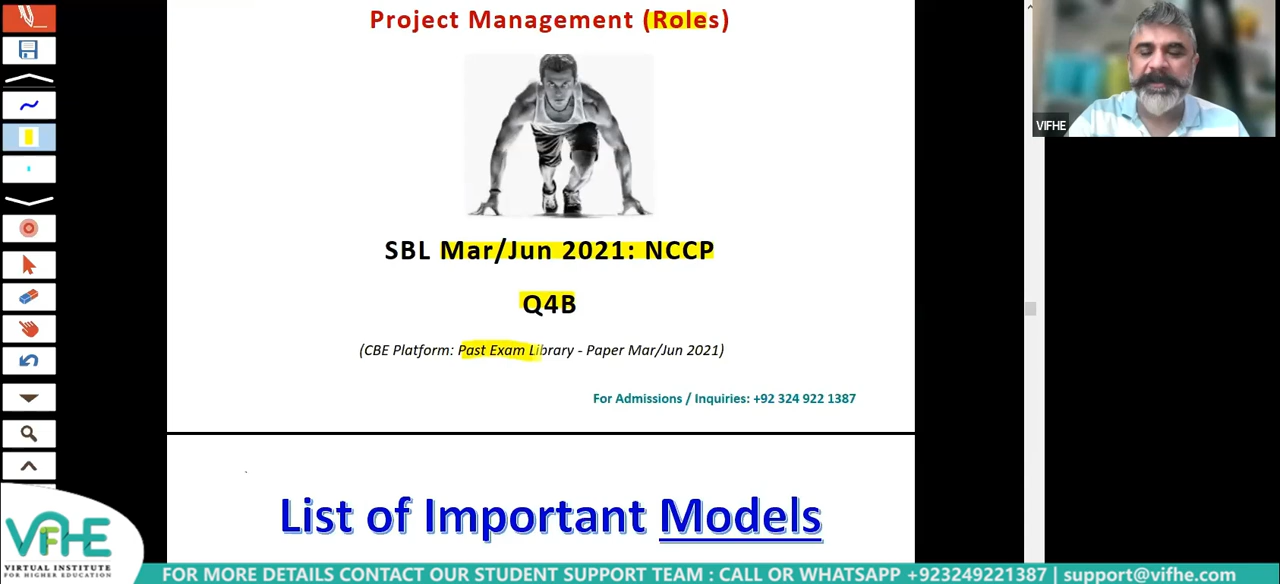 Project Management (Roles)
VIFHE
SBL Mar/Jun 2021: NCCP
Q4B
(CBE Platform: Past Exam Library - Paper Mar/Jun 2021)
For Admissions / Inquiries: +92 324 922 1387
List of Important Models
VIFHE
VIRTUAL INSTITUTE
FOR HIGHER EDUCATION
FOR MORE DETAILS CONTACT OUR STUDENT SUPPORT TEAM : CALL OR WHATSAPP +923249221387 | support@vifhe.com